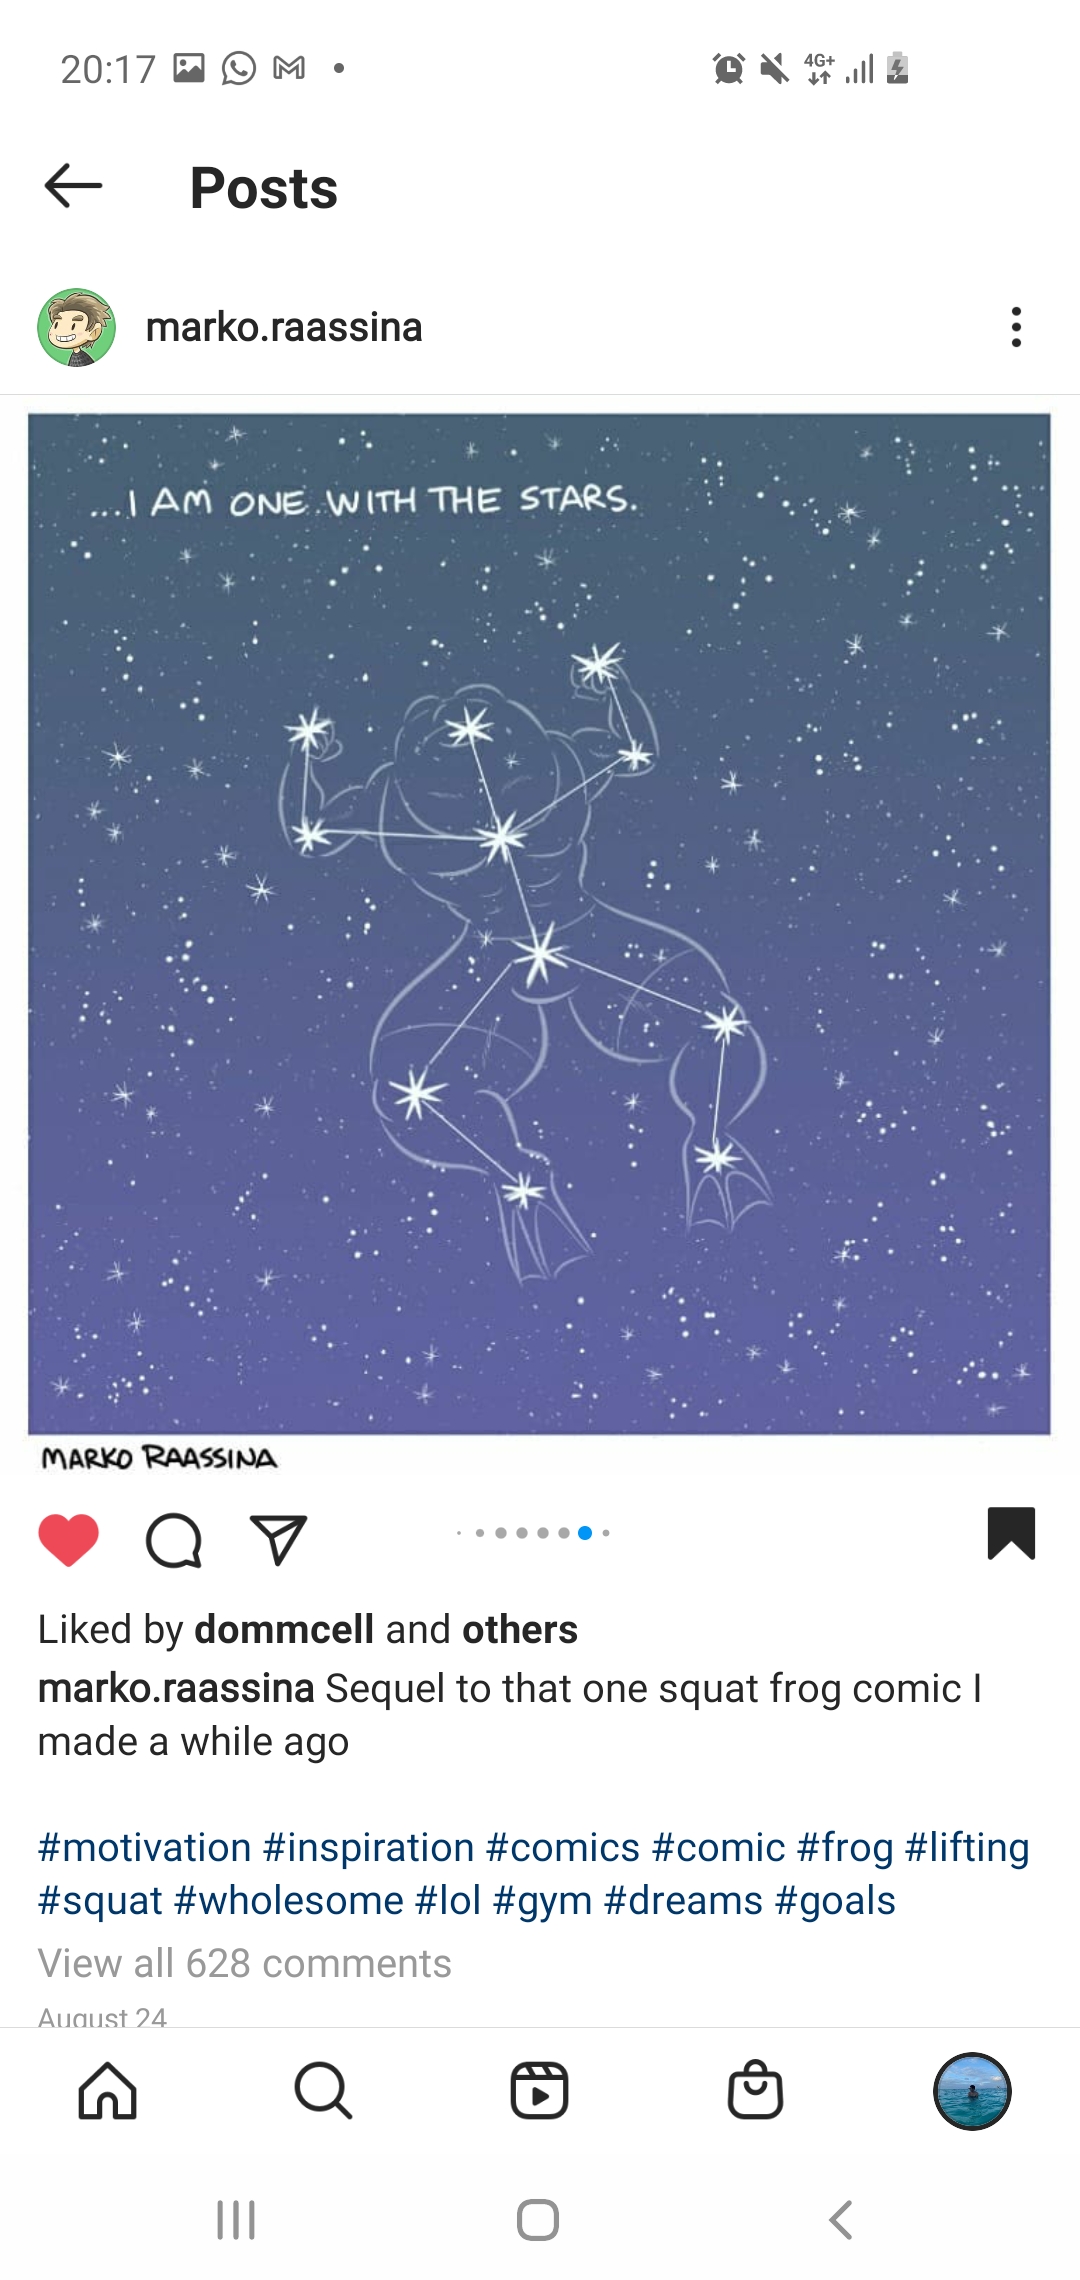 20:17
4G+
Posts
marko.raassina
...I AM ONE WITH THE STARS.
MARKO RAASSINA
Liked by dommcell and others
marko.raassina Sequel to that one squat frog comic I
made a while ago
#motivation #inspiration #comics #comic #frog #lifting
#squat #wholesome #lol #gym #dreams #goals
View all 628 comments
August 24